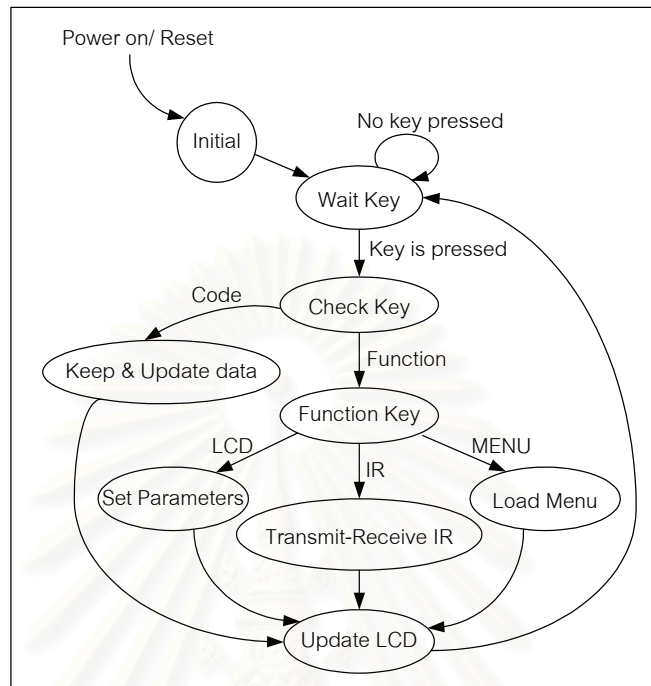 Power on/ Reset
Initial
No key pressed
Wait Key
Key is pressed
Check Key
Code
Keep & Update data
Function
Function Key
LCD
IR
MENU
Set Parameters
Transmit-Receive IR
Load Menu
Update LCD